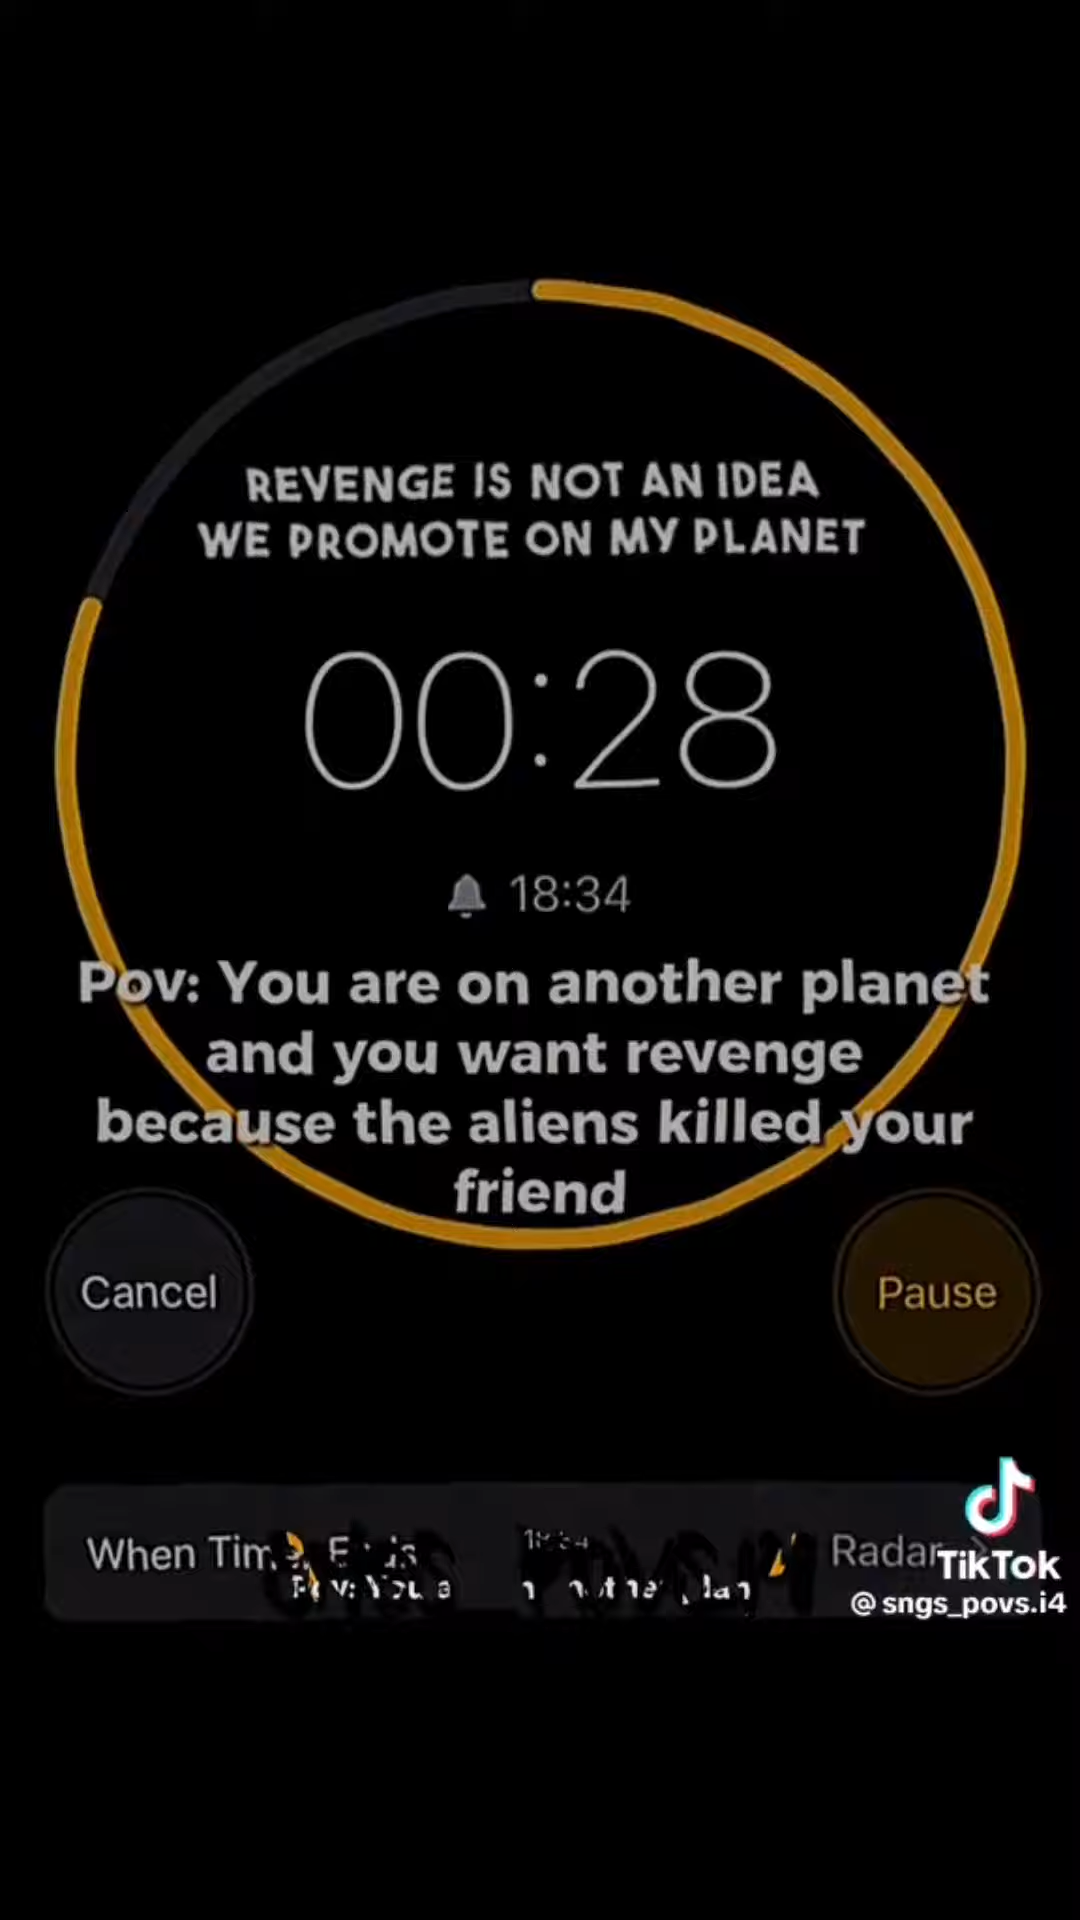 REVENGE IS NOT AN IDEA
WE PROMOTE ON MY PLANET
00:28
18:34
Pov: You are on another planet
and you want revenge
because the aliens killed your
friend
Cancel
Pause
When Radar
TikTok
@sngs_povs.i4